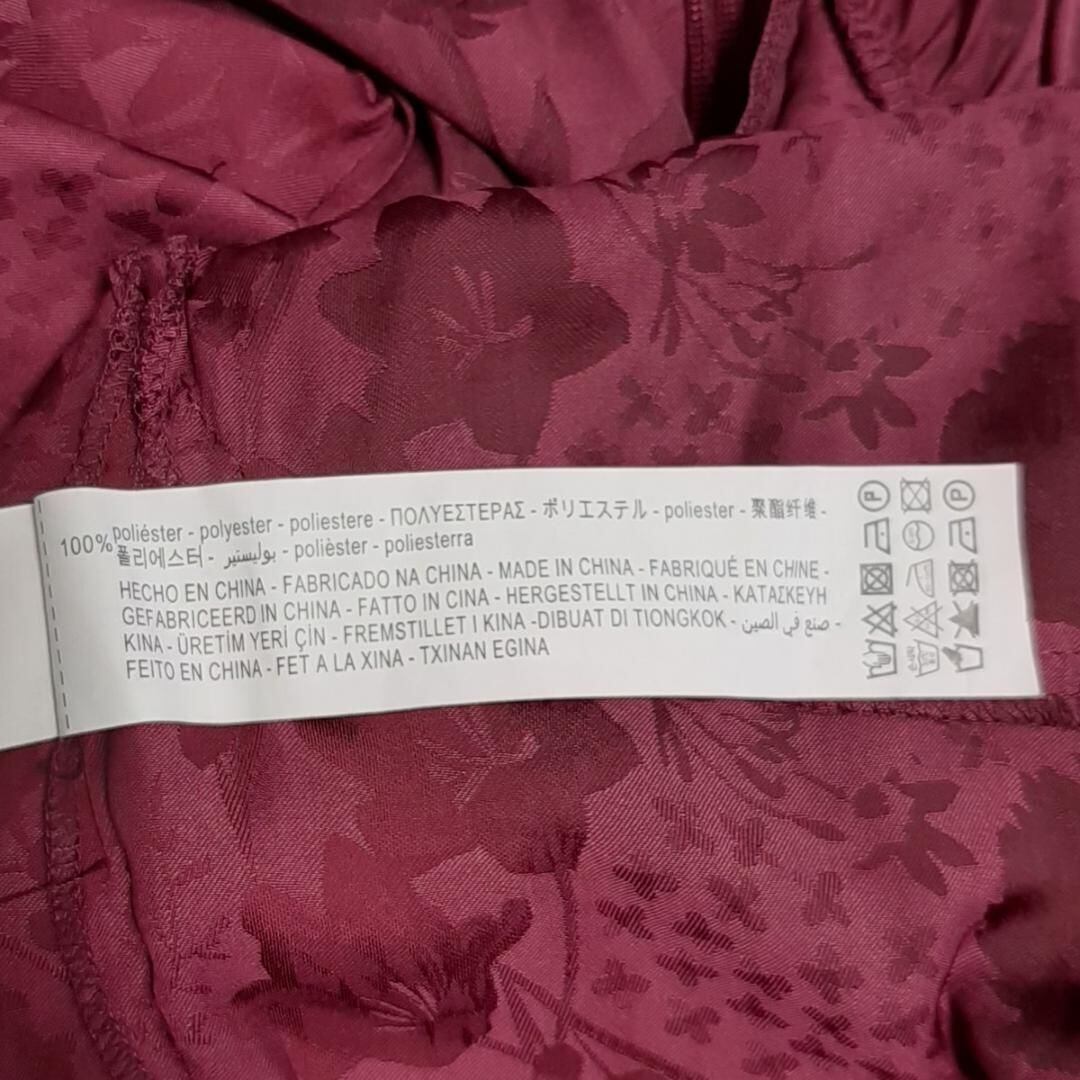 100% poliéster - polyester - poliestere - ΠΟΛΥΕΣΤΕΡΑΣ - ポリエステル - poliester - 聚酯纤维 -
폴리에스터 - بوليستير - polièster - poliesterra
HECHO EN CHINA - FABRICADO NA CHINA - MADE IN CHINA - FABRIQUÉ EN CHINE -
GEFABRICEERD IN CHINA - FATTO IN CINA - HERGESTELLT IN CHINA - ΚΑΤΑΣΚΕΥΗ
ΚΙΝΑ - ÜRETİM YERİ ÇİN - FREMSTILLET I KINA -DIBUAT DI TIONGKOK - صنع في الصين -
FEITO EN CHINA - FET A LA XINA - TXINAN EGINA
P P